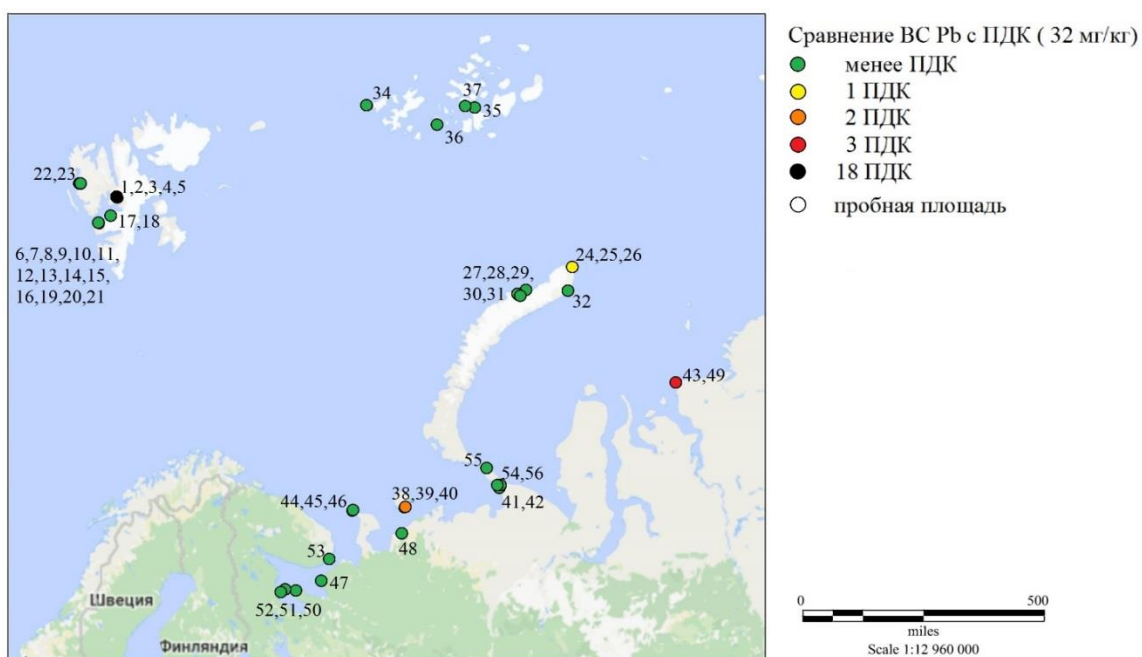 Сравнение ВС Pb с ПДК ( 32 мг/кг)
менее ПДК
1 ПДК
2 ПДК
3 ПДК
18 ПДК
пробная площадь
34
37
35
36
22,23
1,2,3,4,5
17,18
6,7,8,9,10,11,
12,13,14,15,
16,19,20,21
24,25,26
27,28,29,
30,31
32
43,49
55
54,56
41,42
38,39,40
44,45,46
48
53
47
52,51,50
Швеция
Финляндия
0
500
miles
Scale 1:12 960 000